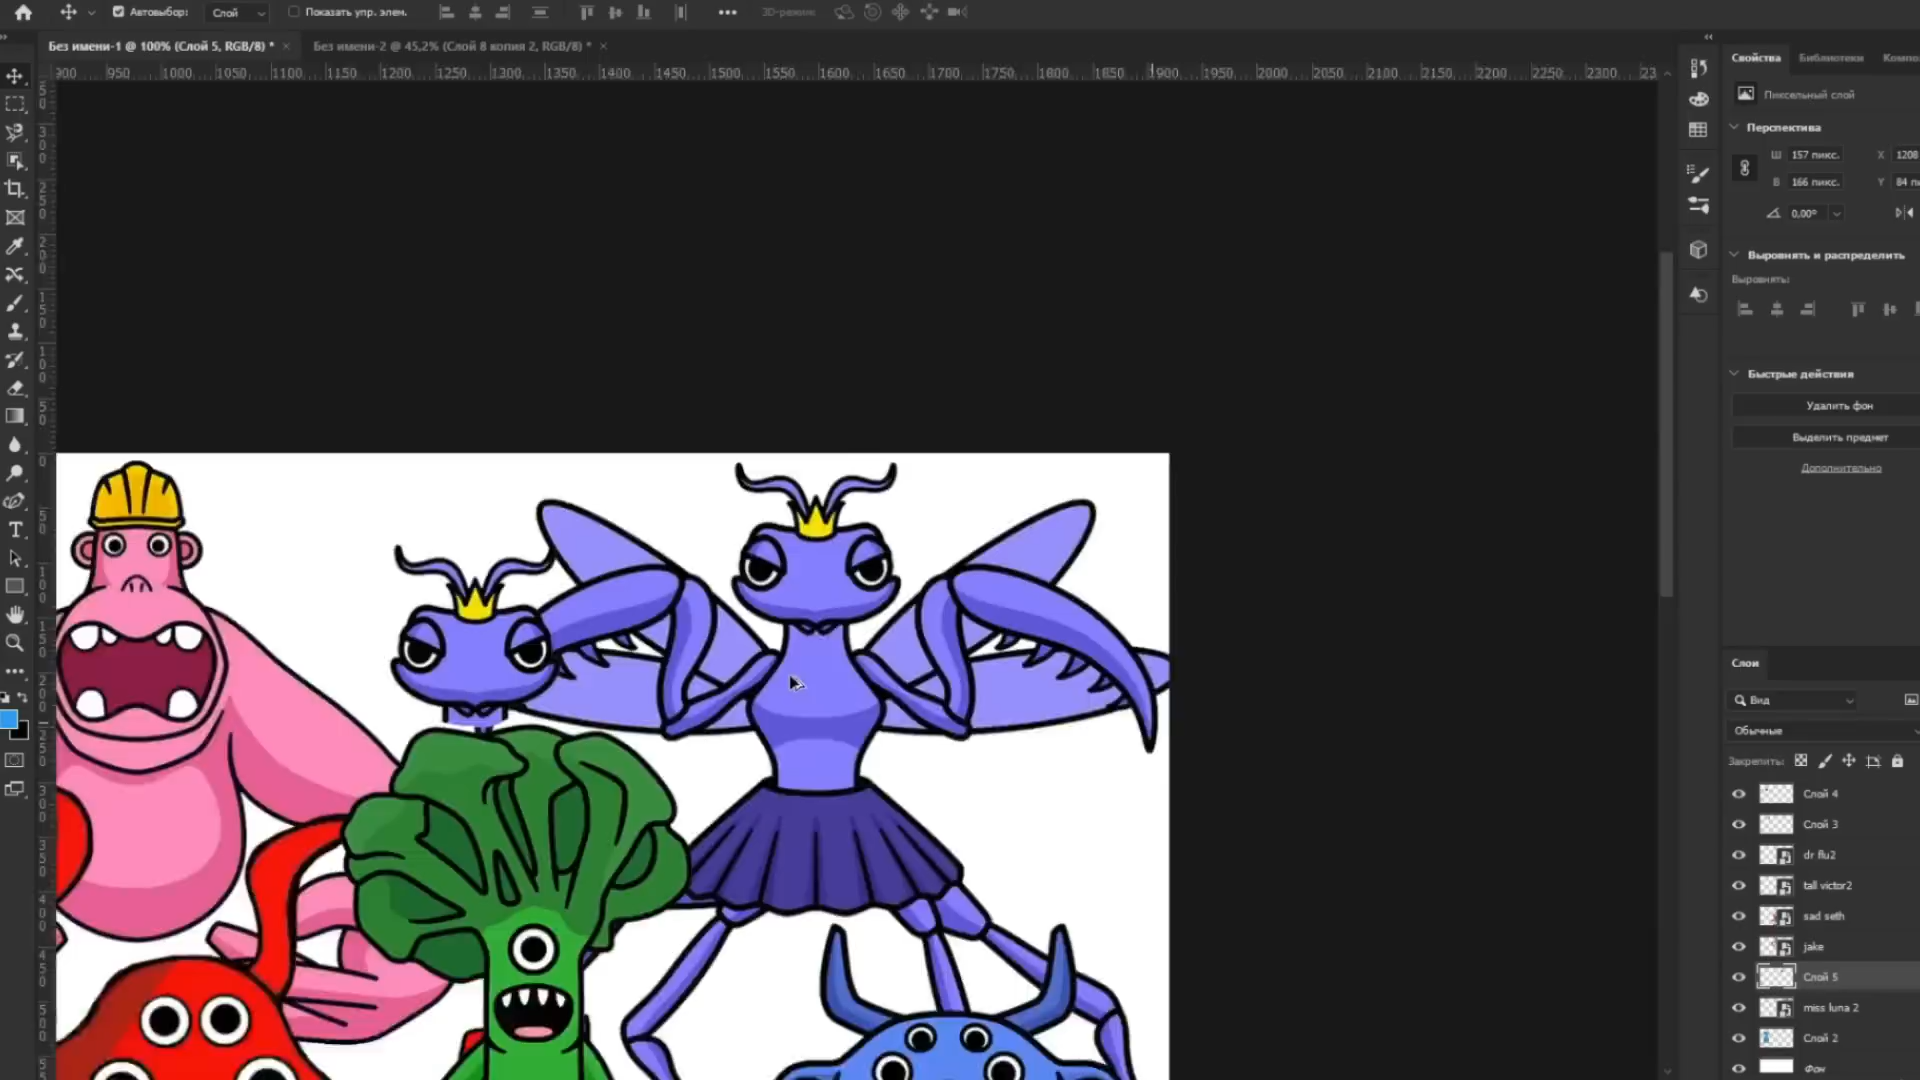 Автовыбор: Слой Показать упр. элем. 3D-режим:
Без имени-1 @ 100% (Слой 5, RGB/8) * × Без имени-2 @ 45,2% (Слой 8 копия 2, RGB/8) * ×
900 950 1000 1050 1100 1150 1200 1250 1300 1350 1400 1450 1500 1550 1600 1650 1700 1750 1800 1850 1900 1950 2000 2050 2100 2150 2200 2250 2300 23
Свойства Библиотеки Компо
Пиксельный слой
Перспектива
Ш 157 пикс. X 1208
В 166 пикс. Y 84 п
0,00°
Выровнять и распределить
Выровнять:
Быстрые действия
Удалить фон
Выделить предмет
Дополнительно
Слои
Вид
Обычные
Закрепить:
Слой 4
Слой 3
dr flu2
tall victor2
sad seth
jake
Слой 5
miss luna 2
Слой 2
Фон